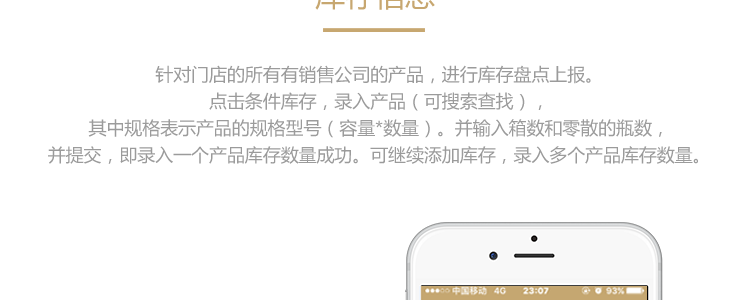 库存信息
针对门店的所有有销售公司的产品，进行库存盘点上报。
点击条件库存，录入产品（可搜索查找），
其中规格表示产品的规格型号（容量*数量）。并输入箱数和零散的瓶数，
并提交，即录入一个产品库存数量成功。可继续添加库存，录入多个产品库存数量。
中国移动 4G 23:07 93%